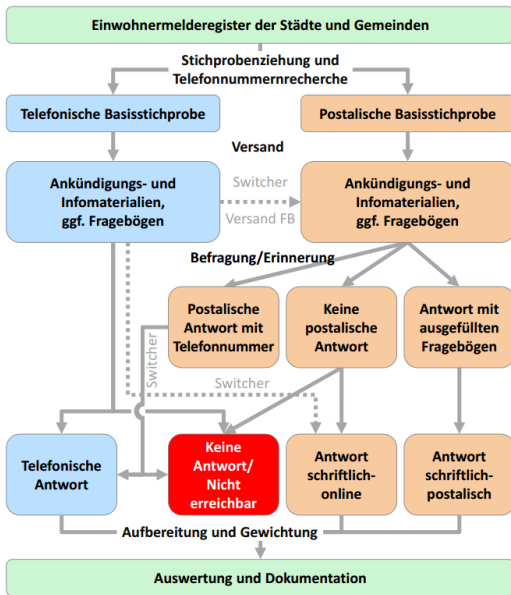 Einwohnermelderegister der Städte und Gemeinden
Stichprobenziehung und
Telefonnummernrecherche
Telefonische Basisstichprobe
Postalische Basisstichprobe
Versand
Ankündigungs- und
Infomaterialien,
ggf. Fragebögen
Switcher
Versand FB
Ankündigungs- und
Infomaterialien,
ggf. Fragebögen
Befragung/Erinnerung
Postalische
Antwort mit
Telefonnummer
Keine
postalische
Antwort
Antwort mit
ausgefüllten
Fragebögen
Switcher
Switcher
Telefonische
Antwort
Keine
Antwort/
Nicht
erreichbar
Antwort
schriftlich-
online
Antwort
schriftlich-
postalisch
Aufbereitung und Gewichtung
Auswertung und Dokumentation